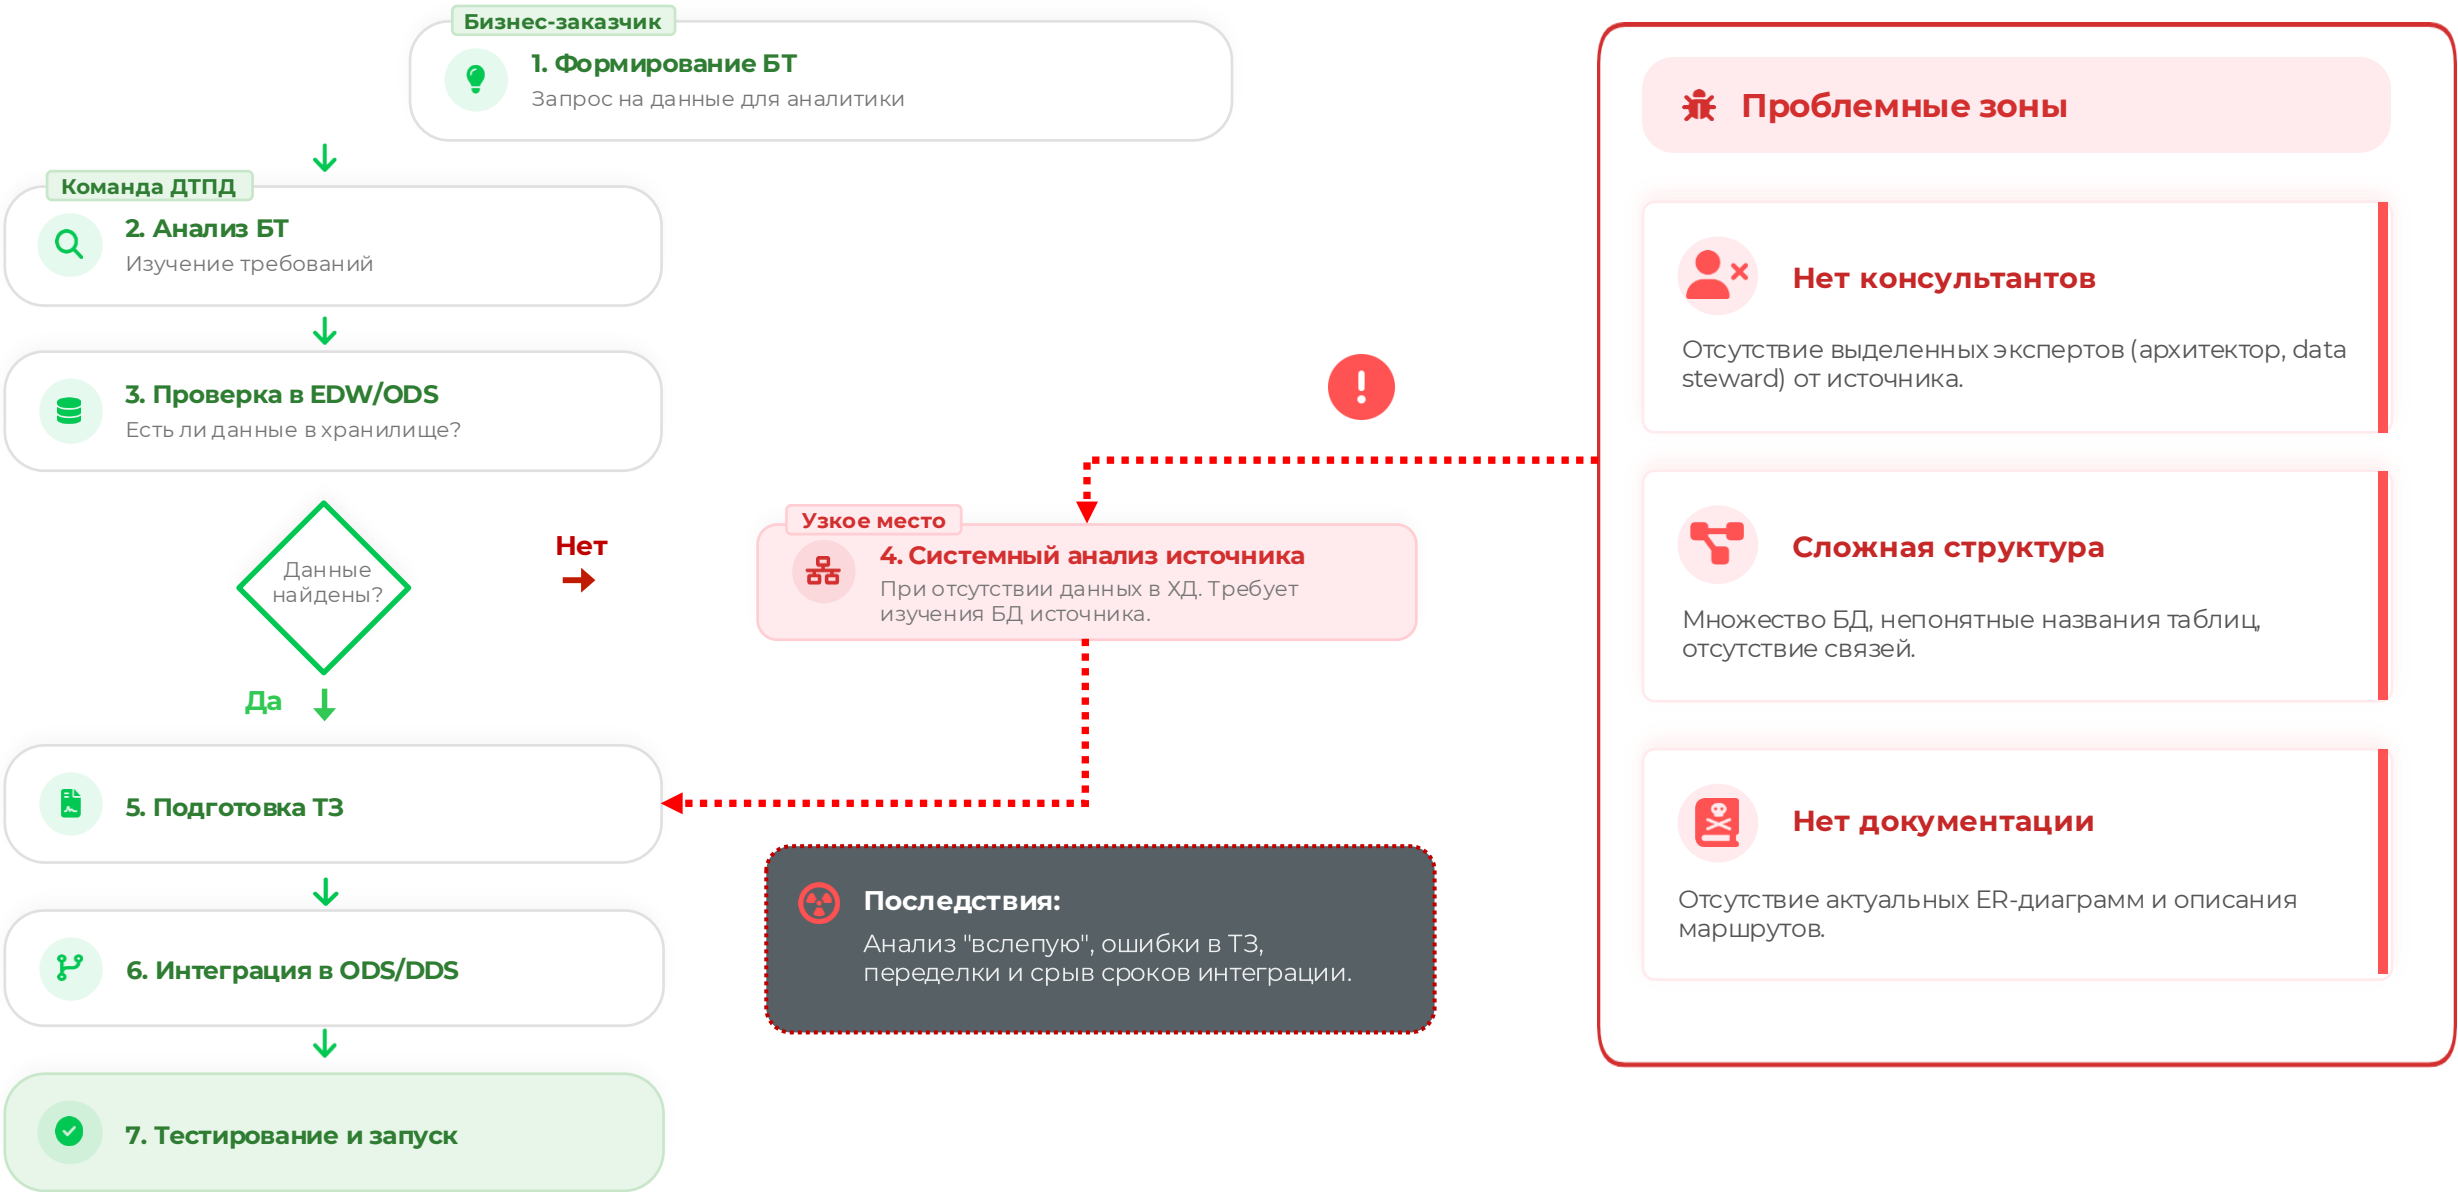 Бизнес-заказчик
1. Формирование БТ
Запрос на данные для аналитики
Команда ДТПД
2. Анализ БТ
Изучение требований
3. Проверка в EDW/ODS
Есть ли данные в хранилище?
Данные
найдены?
Нет
Да
Узкое место
4. Системный анализ источника
При отсутствии данных в ХД. Требует
изучения БД источника.
5. Подготовка ТЗ
6. Интеграция в ODS/DDS
7. Тестирование и запуск
Последствия:
Анализ "вслепую", ошибки в ТЗ,
переделки и срыв сроков интеграции.
Проблемные зоны
Нет консультантов
Отсутствие выделенных экспертов (архитектор, data
steward) от источника.
Сложная структура
Множество БД, непонятные названия таблиц,
отсутствие связей.
Нет документации
Отсутствие актуальных ER-диаграмм и описания
маршрутов.